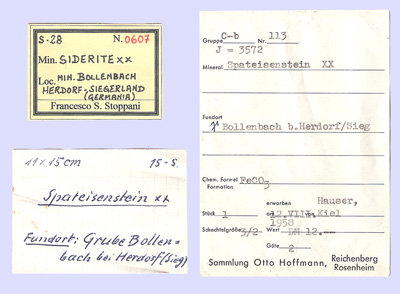 S-28 N. 0607
Min. SIDERITE xx
Loc. MIN. BOLLENBACH
HERDORF-SIEGERLAND
(GERMANIA)
Francesco S. Stoppani
11 x 15 cm 15-S.
Spateisenstein xx
Fundort: Grube Bollen=
bach bei Herdorf (Sieg)
Gruppe C-b Nr. 113
J = 3572
Mineral Spateisenstein XX
Fundort
Bollenbach b.Herdorf/Sieg
Chem. Formel FeCO3
Formation
erworben Hauser,
Stück 1 12.VIII. Kiel
1958
Schachtelgröße 3/2 Wert DM 12.--
Güte 2
Sammlung Otto Hoffmann, Reichenberg
Rosenheim